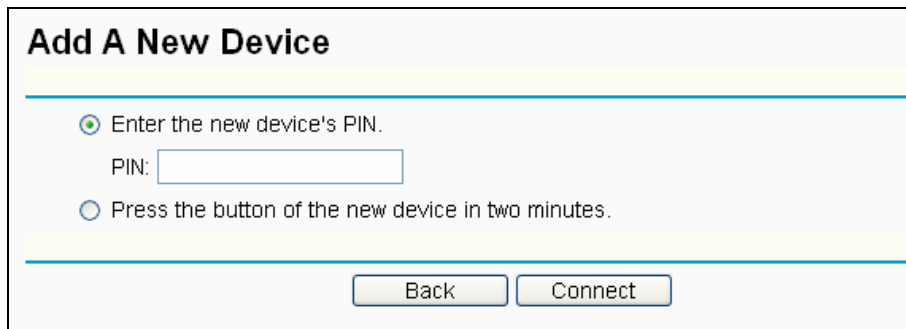 Add A New Device
Enter the new device's PIN.
PIN:
Press the button of the new device in two minutes.
Back Connect